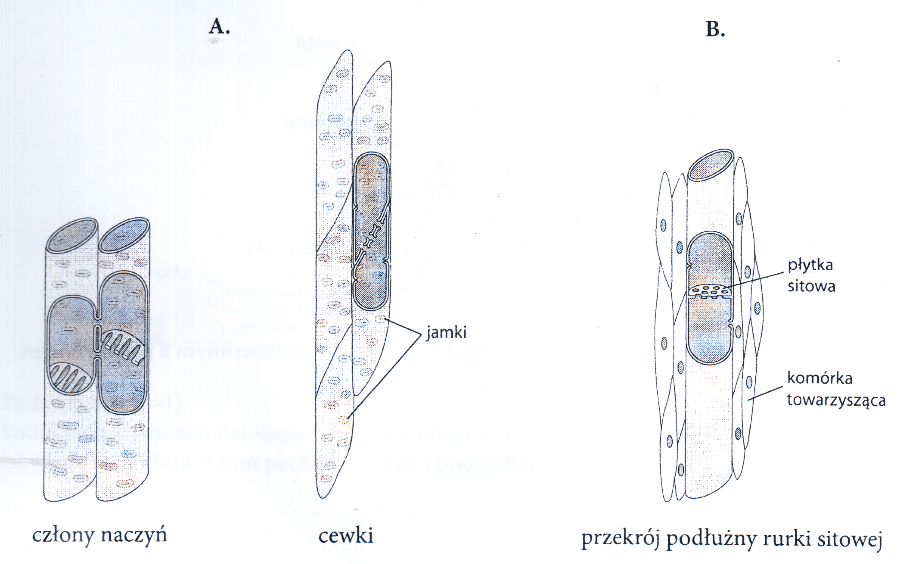 A.
B.
płytka
sitowa
jamki
komórka
towarzysząca
człony naczyń
cewki
przekrój podłużny rurki sitowej